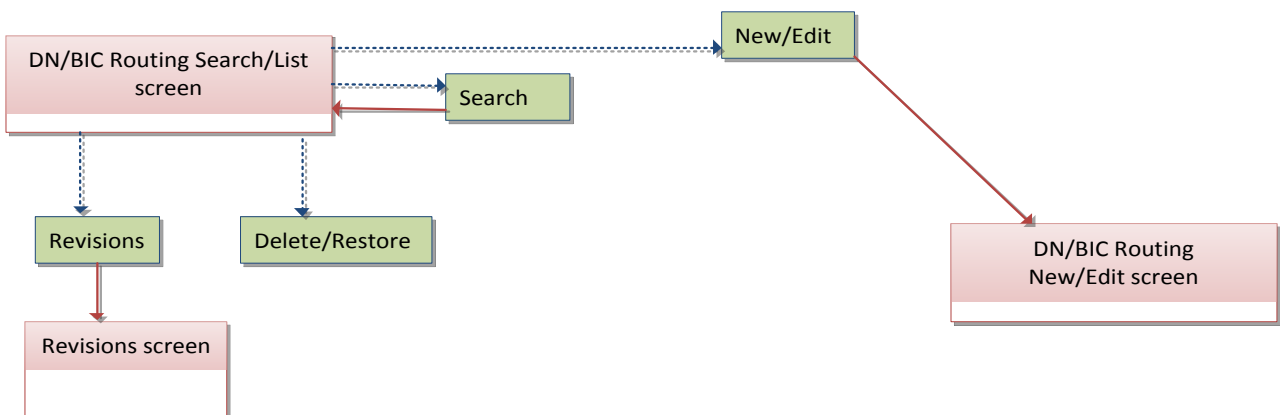 New/Edit
DN/BIC Routing Search/List
screen
Search
Revisions
Delete/Restore
DN/BIC Routing
New/Edit screen
Revisions screen